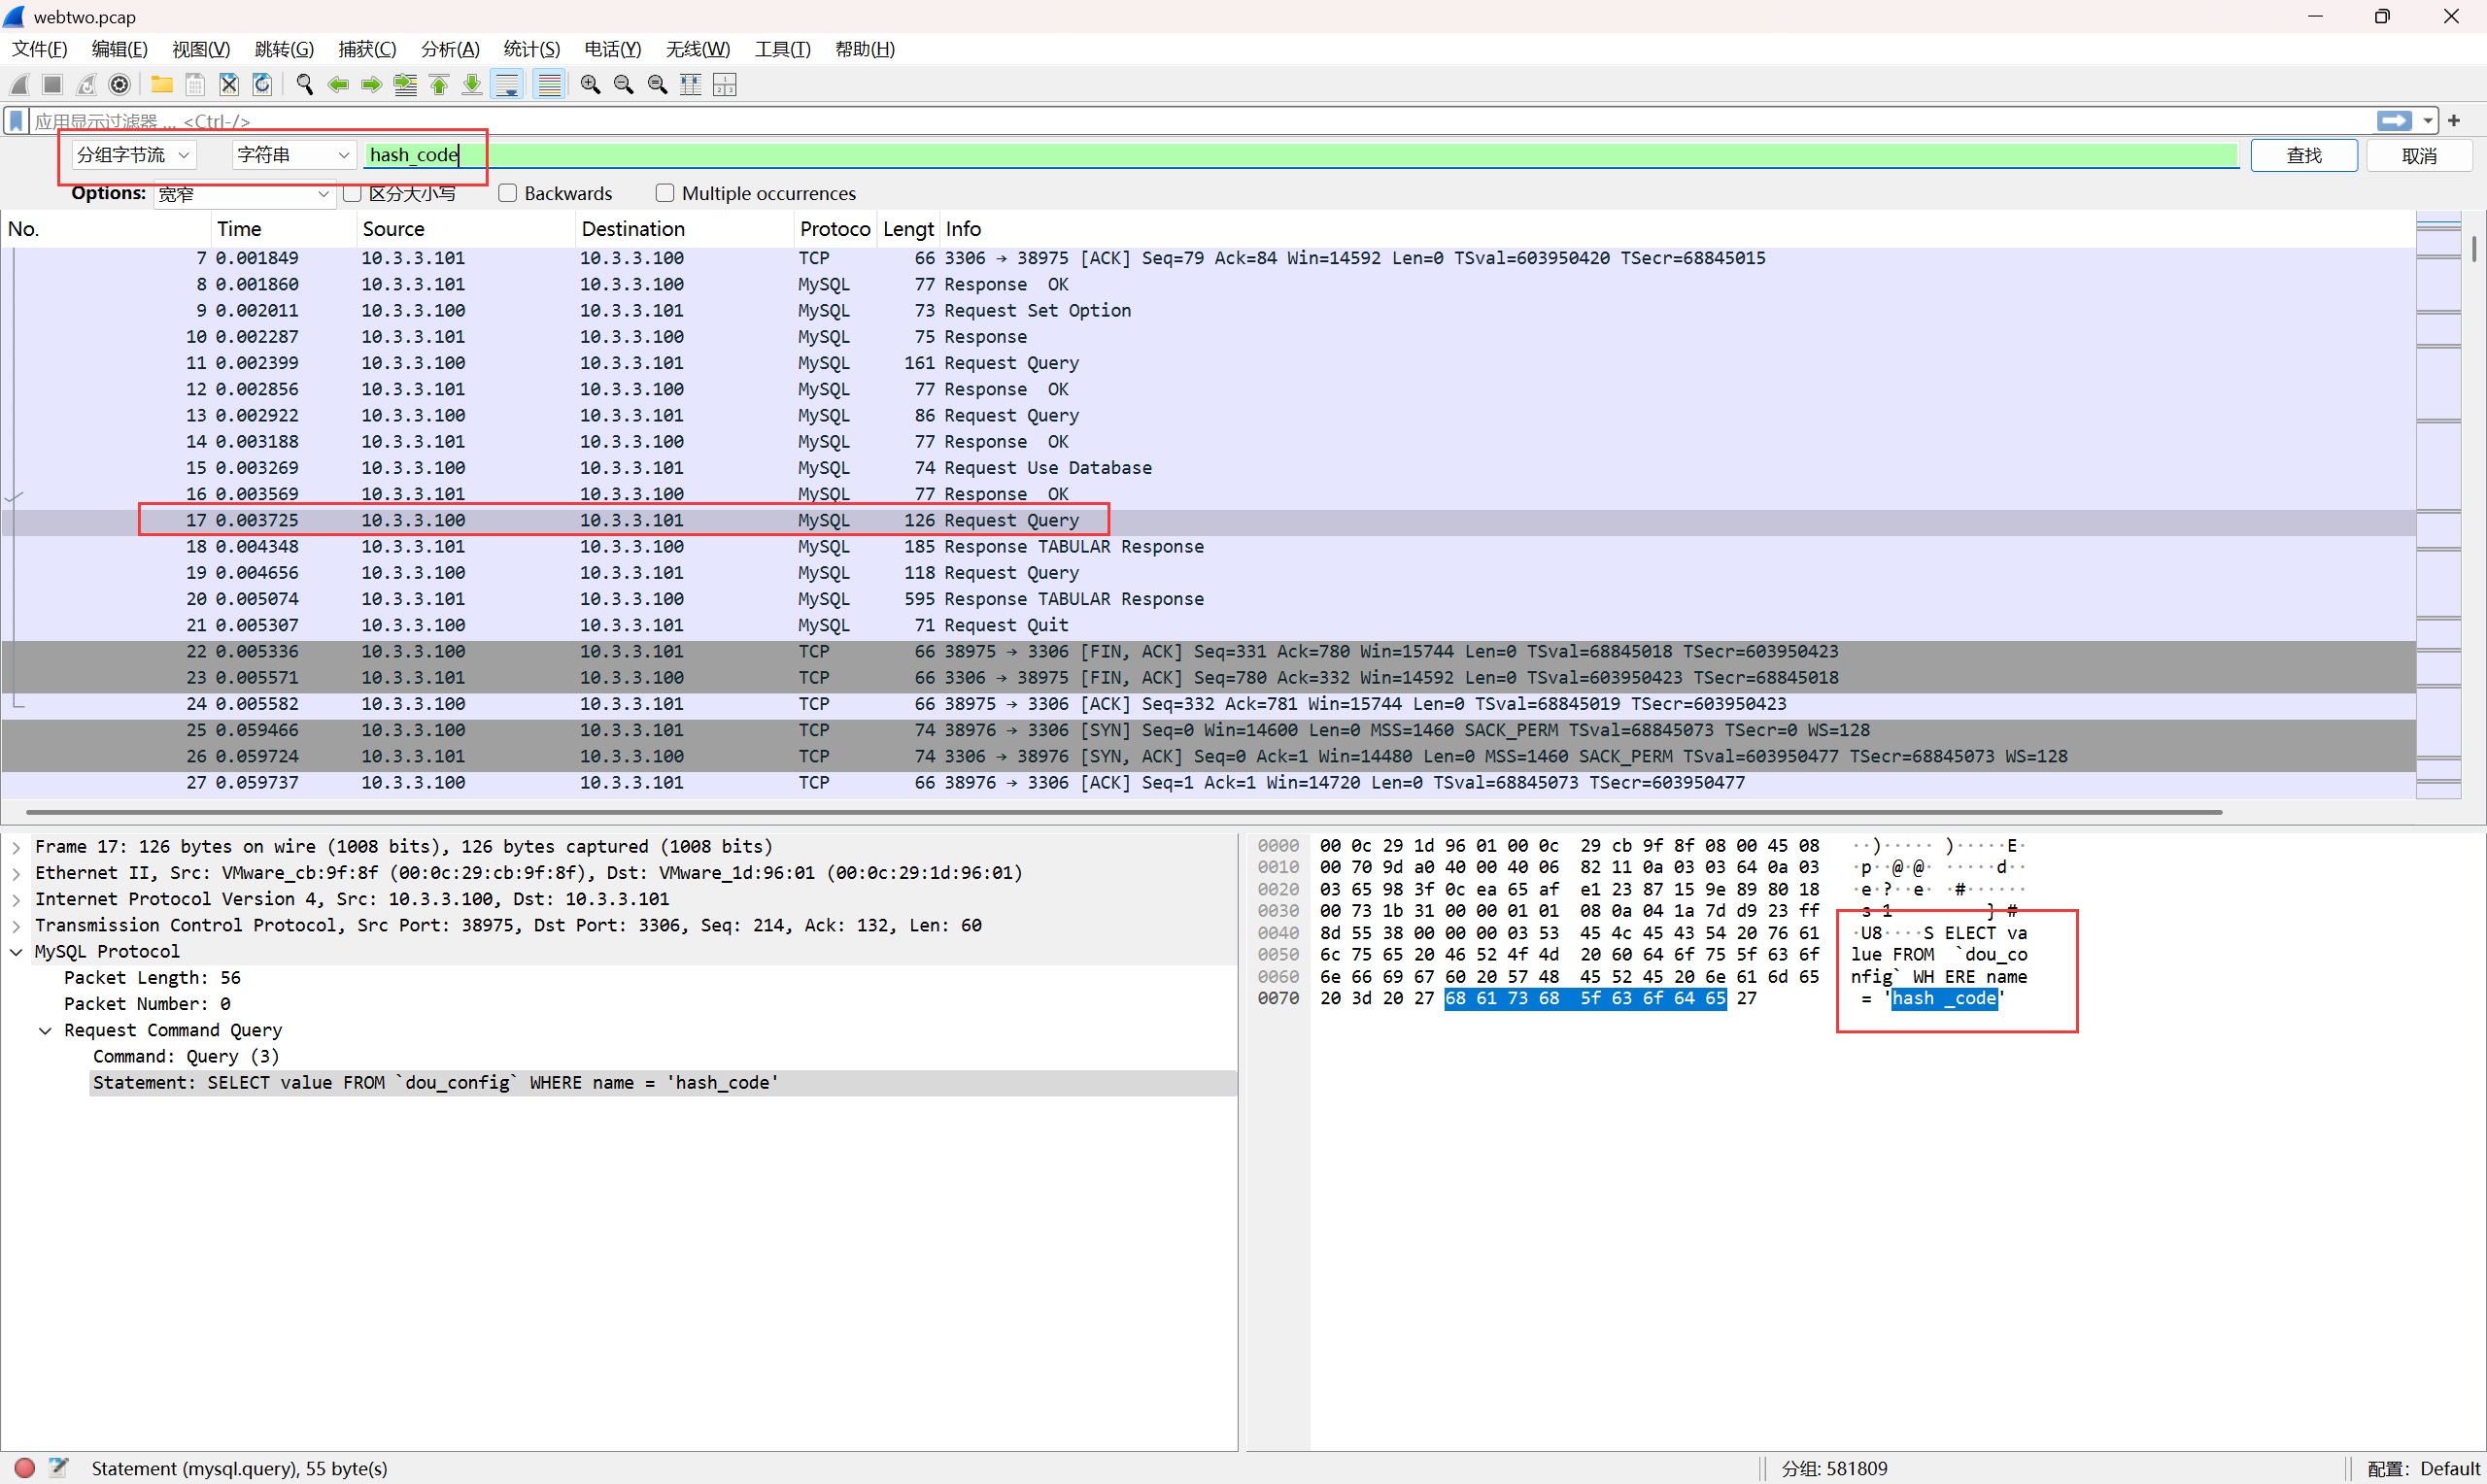 webtwo.pcap
文件(F) 编辑(E) 视图(V) 跳转(G) 捕获(C) 分析(A) 统计(S) 电话(Y) 无线(W) 工具(T) 帮助(H)
应用显示过滤器 … <Ctrl-/>
分组字节流 字符串 hash_code 查找 取消
Options: 宽窄 区分大小写 Backwards Multiple occurrences
No. Time Source Destination Protoco Lengt Info
7 0.001849 10.3.3.101 10.3.3.100 TCP 66 3306 → 38975 [ACK] Seq=79 Ack=84 Win=14592 Len=0 TSval=603950420 TSecr=68845015
8 0.001860 10.3.3.101 10.3.3.100 MySQL 77 Response OK
9 0.002011 10.3.3.100 10.3.3.101 MySQL 73 Request Set Option
10 0.002287 10.3.3.101 10.3.3.100 MySQL 75 Response
11 0.002399 10.3.3.100 10.3.3.101 MySQL 161 Request Query
12 0.002856 10.3.3.101 10.3.3.100 MySQL 77 Response OK
13 0.002922 10.3.3.100 10.3.3.101 MySQL 86 Request Query
14 0.003188 10.3.3.101 10.3.3.100 MySQL 77 Response OK
15 0.003269 10.3.3.100 10.3.3.101 MySQL 74 Request Use Database
16 0.003569 10.3.3.101 10.3.3.100 MySQL 77 Response OK
17 0.003725 10.3.3.100 10.3.3.101 MySQL 126 Request Query
18 0.004348 10.3.3.101 10.3.3.100 MySQL 185 Response TABULAR Response
19 0.004656 10.3.3.100 10.3.3.101 MySQL 118 Request Query
20 0.005074 10.3.3.101 10.3.3.100 MySQL 595 Response TABULAR Response
21 0.005307 10.3.3.100 10.3.3.101 MySQL 71 Request Quit
22 0.005336 10.3.3.100 10.3.3.101 TCP 66 38975 → 3306 [FIN, ACK] Seq=331 Ack=780 Win=15744 Len=0 TSval=68845018 TSecr=603950423
23 0.005571 10.3.3.101 10.3.3.100 TCP 66 3306 → 38975 [FIN, ACK] Seq=780 Ack=332 Win=14592 Len=0 TSval=603950423 TSecr=68845018
24 0.005582 10.3.3.100 10.3.3.101 TCP 66 38975 → 3306 [ACK] Seq=332 Ack=781 Win=15744 Len=0 TSval=68845019 TSecr=603950423
25 0.059466 10.3.3.100 10.3.3.101 TCP 74 38976 → 3306 [SYN] Seq=0 Win=14600 Len=0 MSS=1460 SACK_PERM TSval=68845073 TSecr=0 WS=128
26 0.059724 10.3.3.101 10.3.3.100 TCP 74 3306 → 38976 [SYN, ACK] Seq=0 Ack=1 Win=14480 Len=0 MSS=1460 SACK_PERM TSval=603950477 TSecr=68845073 WS=128
27 0.059737 10.3.3.100 10.3.3.101 TCP 66 38976 → 3306 [ACK] Seq=1 Ack=1 Win=14720 Len=0 TSval=68845073 TSecr=603950477
Frame 17: 126 bytes on wire (1008 bits), 126 bytes captured (1008 bits)
Ethernet II, Src: VMware_cb:9f:8f (00:0c:29:cb:9f:8f), Dst: VMware_1d:96:01 (00:0c:29:1d:96:01)
Internet Protocol Version 4, Src: 10.3.3.100, Dst: 10.3.3.101
Transmission Control Protocol, Src Port: 38975, Dst Port: 3306, Seq: 214, Ack: 132, Len: 60
MySQL Protocol
Packet Length: 56
Packet Number: 0
Request Command Query
Command: Query (3)
Statement: SELECT value FROM `dou_config` WHERE name = 'hash_code'
0000 00 0c 29 1d 96 01 00 0c 29 cb 9f 8f 08 00 45 08 ··)····· )·····E·
0010 00 70 9d a0 40 00 40 06 82 11 0a 03 03 64 0a 03 ·p··@·@· ·····d··
0020 03 65 98 3f 0c ea 65 af e1 23 87 15 9e 89 80 18 ·e·?··e· ·#······
0030 00 73 1b 31 00 00 01 01 08 0a 04 1a 7d d9 23 ff ·s·1···· ····}·#·
0040 8d 55 38 00 00 00 03 53 45 4c 45 43 54 20 76 61 ·U8····S ELECT va
0050 6c 75 65 20 46 52 4f 4d 20 60 64 6f 75 5f 63 6f lue FROM `dou_co
0060 6e 66 69 67 60 20 57 48 45 52 45 20 6e 61 6d 65 nfig` WH ERE name
0070 20 3d 20 27 68 61 73 68 5f 63 6f 64 65 27 = 'hash _code'
Statement (mysql.query), 55 byte(s) 分组: 581809 配置: Default